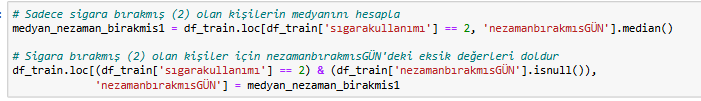 # Sadece sigara bırakmış (2) olan kişilerin medyanını hesapla
medyan_nezaman_birakmis1 = df_train.loc[df_train['sıgarakullanımı'] == 2, 'nezamanbırakmısGÜN'].median()
# Sigara bırakmış (2) olan kişiler için nezamanbırakmısGÜN'deki eksik değerleri doldur
df_train.loc[(df_train['sıgarakullanımı'] == 2) & (df_train['nezamanbırakmısGÜN'].isnull()),
'nezamanbırakmısGÜN'] = medyan_nezaman_birakmis1